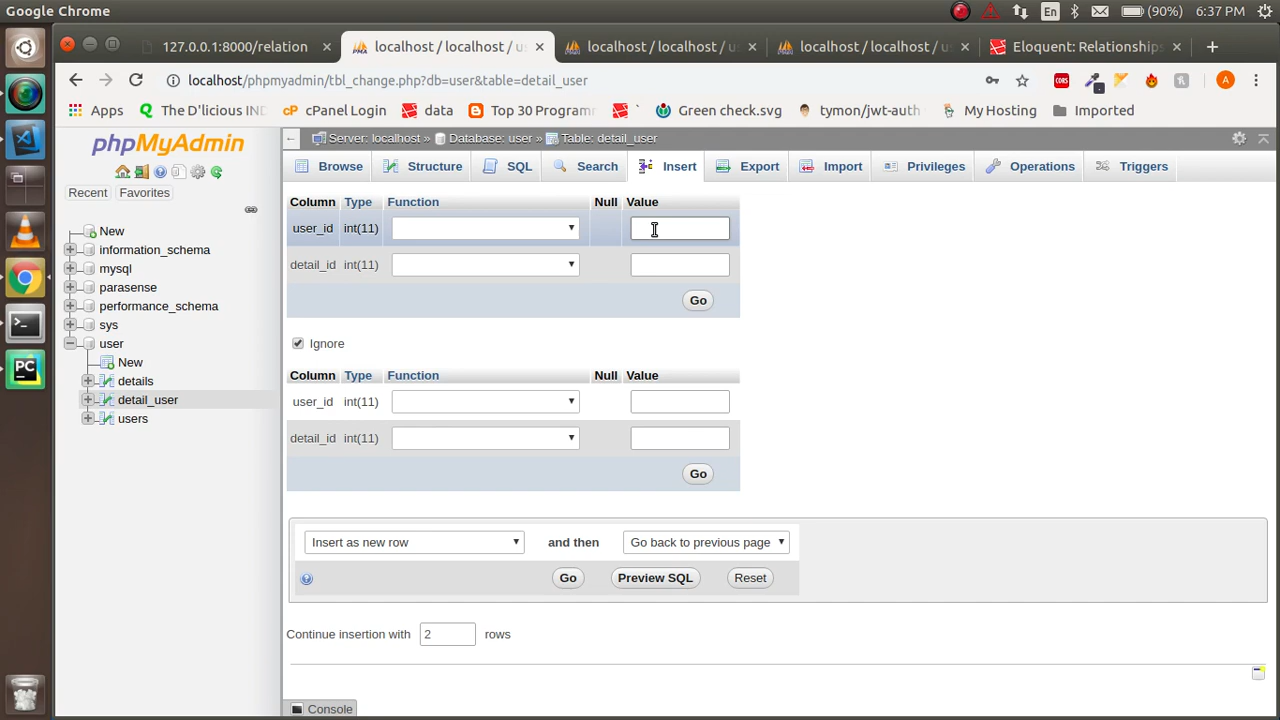 Google Chrome
En
(90%)
6:37 PM
127.0.0.1:8000/relation
localhost / localhost / us
localhost / localhost / u
localhost / localhost / u
Eloquent: Relationships
localhost/phpmyadmin/tbl_change.php?db=user&table=detail_user
CORS
A
Apps
The D'licious IND
cPanel Login
data
Top 30 Program
Green check.svg
tymon/jwt-auth
My Hosting
Imported
phpMyAdmin
Server: localhost » Database: user » Table: detail_user
Browse
Structure
SQL
Search
Insert
Export
Import
Privileges
Operations
Triggers
Recent
Favorites
New
information_schema
mysql
parasense
performance_schema
sys
user
New
details
detail_user
users
Column Type Function Null Value
user_id int(11)
detail_id int(11)
Go
Ignore
Column Type Function Null Value
user_id int(11)
detail_id int(11)
Go
Insert as new row and then Go back to previous page
Go Preview SQL Reset
Continue insertion with 2 rows
Console
PC